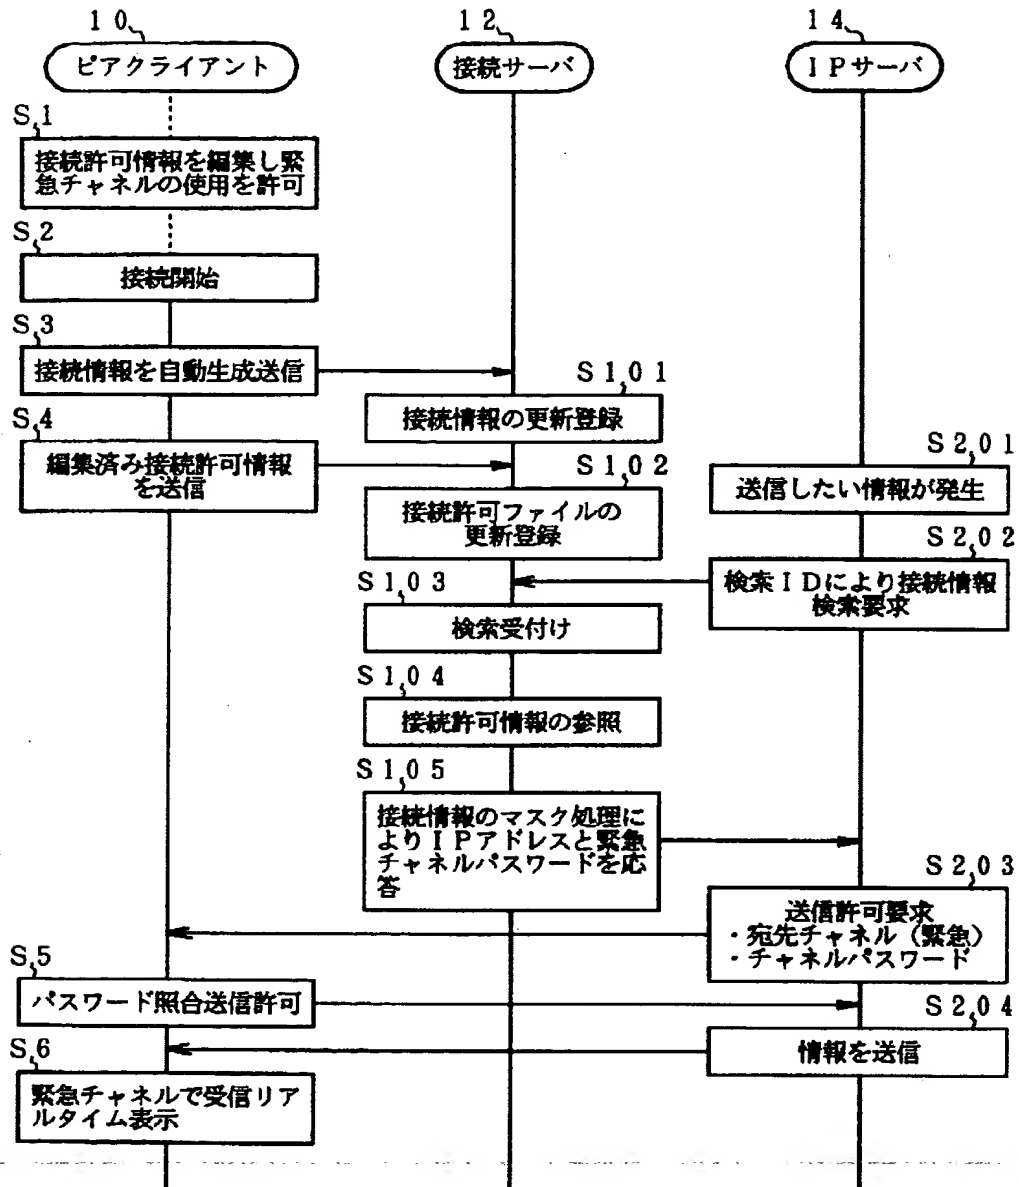 10
12
14
ピアクライアント
接続サーバ
IPサーバ
S1
接続許可情報を編集し緊
急チャネルの使用を許可
S2
接続開始
S3
接続情報を自動生成送信
S101
接続情報の更新登録
S4
編集済み接続許可情報
を送信
S102
接続許可ファイルの
更新登録
S201
送信したい情報が発生
S202
検索IDにより接続情報
検索要求
S103
検索受付け
S104
接続許可情報の参照
S105
接続情報のマスク処理に
よりIPアドレスと緊急
チャネルパスワードを応
答
S203
送信許可要求
・宛先チャネル（緊急）
・チャネルパスワード
S5
パスワード照合送信許可
S204
情報を送信
S6
緊急チャネルで受信リア
ルタイム表示